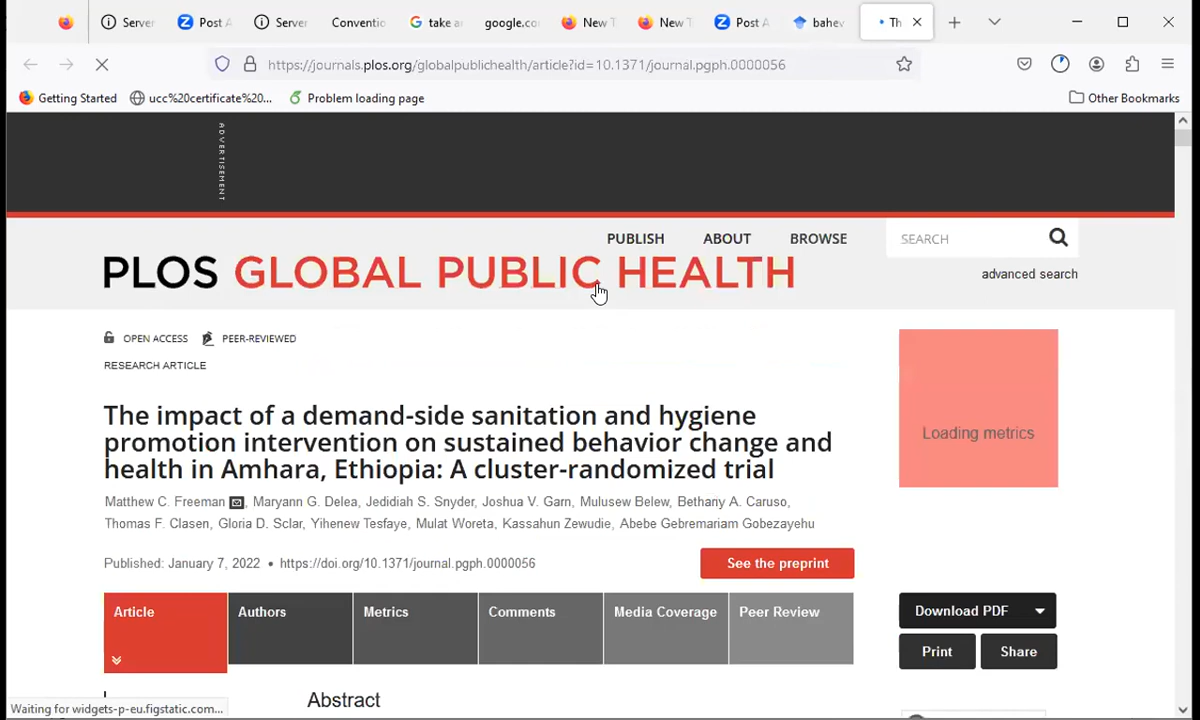 Server
Post A
Server
Conventio
take a
google.co
New T
New T
Post A
bahev
Th
https://journals.plos.org/globalpublichealth/article?id=10.1371/journal.pgph.0000056
Getting Started
ucc%20certificate%20...
Problem loading page
Other Bookmarks
ADVERTISEMENT
PUBLISH
ABOUT
BROWSE
SEARCH
PLOS GLOBAL PUBLIC HEALTH
advanced search
OPEN ACCESS
PEER-REVIEWED
RESEARCH ARTICLE
The impact of a demand-side sanitation and hygiene
promotion intervention on sustained behavior change and
health in Amhara, Ethiopia: A cluster-randomized trial
Loading metrics
Matthew C. Freeman , Maryann G. Delea, Jedidiah S. Snyder, Joshua V. Garn, Mulusew Belew, Bethany A. Caruso,
Thomas F. Clasen, Gloria D. Sclar, Yihenew Tesfaye, Mulat Woreta, Kassahun Zewudie, Abebe Gebremariam Gobezayehu
Published: January 7, 2022 • https://doi.org/10.1371/journal.pgph.0000056
See the preprint
Article
Authors
Metrics
Comments
Media Coverage
Peer Review
Download PDF
Print
Share
Abstract
Waiting for widgets-p-eu.figstatic.com...